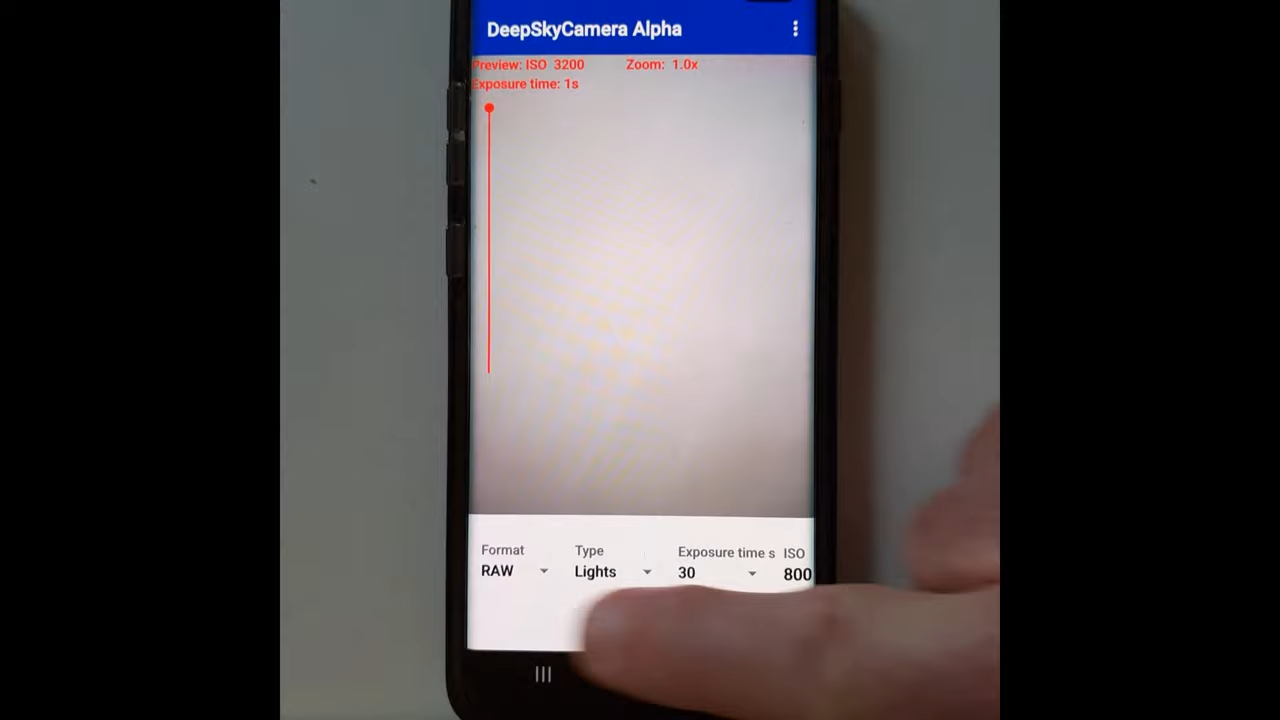 DeepSkyCamera Alpha
Preview: ISO 3200 Zoom: 1.0x
Exposure time: 1s
Format Type Exposure time s ISO
RAW Lights 30 800